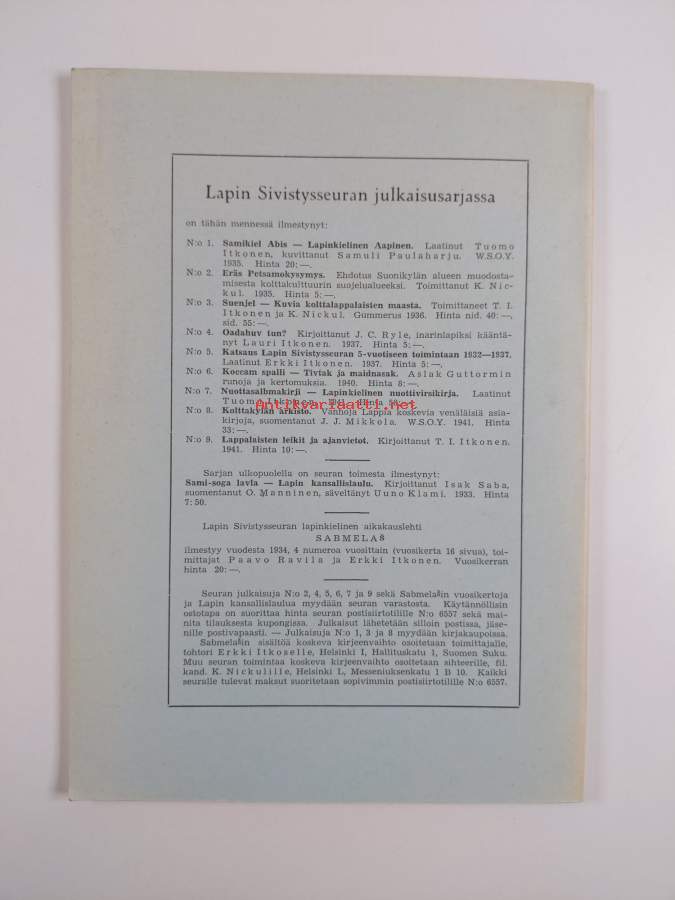 Lapin Sivistysseuran julkaisusarjassa
on tähän mennessä ilmestynyt:
N:o 1. Samikiel Abis — Lapinkielinen Aapinen. Laatinut Tuomo
Itkonen, kuvittanut Samuli Paulaharju. W.S.O.Y.
1935. Hinta 20: —.
N:o 2. Eräs Petsamokysymys. Ehdotus Suonikylän alueen muodosta-
misesta kolttakulttuurin suojelualueeksi. Toimittanut K. Nic-
kul. 1935. Hinta 5: —.
N:o 3. Suenjel — Kuvia kolttalappalaisten maasta. Toimittaneet T. I.
Itkonen ja K. Nickul. Gummerus 1936. Hinta nid. 40: —,
sid. 55: —.
N:o 4. Oadahuv tun? Kirjoittanut J. C. Ryle, inarinlapiksi kääntä-
nyt Lauri Itkonen. 1937. Hinta 5: —.
N:o 5. Katsaus Lapin Sivistysseuran 5-vuotiseen toimintaan 1932—1937.
Laatinut Erkki Itkonen. 1937. Hinta 5: —.
N:o 6. Koccam spalli — Tivtak ja maidnasak. Aslak Guttormin
runoja ja kertomuksia. 1940. Hinta 8: —.
N:o 7. Nuottasalbmakirji — Lapinkielinen nuottivirsikirja. Laatinut
Tuomo Itkonen. Hinta
antikvariaatti.net
N:o 8. Kolttakylän arkisto. Vanhoja Lappia koskevia venäläisiä asia-
kirjoja, suomentanut J. J. Mikkola. W.S.O.Y. 1941. Hinta
33: —.
N:o 9. Lappalaisten leikit ja ajanvietot. Kirjoittanut T. I. Itkonen.
1941. Hinta 10: —.
Sarjan ulkopuolella on seuran toimesta ilmestynyt:
Sami-soga lavla — Lapin kansallislaulu. Kirjoittanut Isak Saba,
suomentanut O. Manninen, säveltänyt Uuno Klami. 1933. Hinta
7: 50.
Lapin Sivistysseuran lapinkielinen aikakauslehti
SABMELAŠ
ilmestyy vuodesta 1934, 4 numeroa vuosittain (vuosikerta 16 sivua), toi-
mittajat Paavo Ravila ja Erkki Itkonen. Vuosikerran
hinta 20: —.
Seuran julkaisuja N:o 2, 4, 5, 6, 7 ja 9 sekä Sabmelašin vuosikertoja
ja Lapin kansallislaulua myydään seuran varastosta. Käytännöllisin
ostotapa on suorittaa hinta seuran postisiirtotilille N:o 6557 sekä mai-
nita tilauksesta kupongissa. Julkaisut lähetetään silloin postissa, jäse-
nille postivapaasti. — Julkaisuja N:o 1, 3 ja 8 myydään kirjakaupoissa.
Sabmelašin sisältöä koskeva kirjeenvaihto osoitetaan toimittajalle,
tohtori Erkki Itkoselle, Helsinki I, Hallituskatu 1, Suomen Suku.
Muu seuran toimintaa koskeva kirjeenvaihto osoitetaan sihteerille, fil.
kand. K. Nickulille, Helsinki L, Messeniuksenkatu 1 B 10. Kaikki
seuralle tulevat maksut suoritetaan sopivimmin postisiirtotilille N:o 6557.